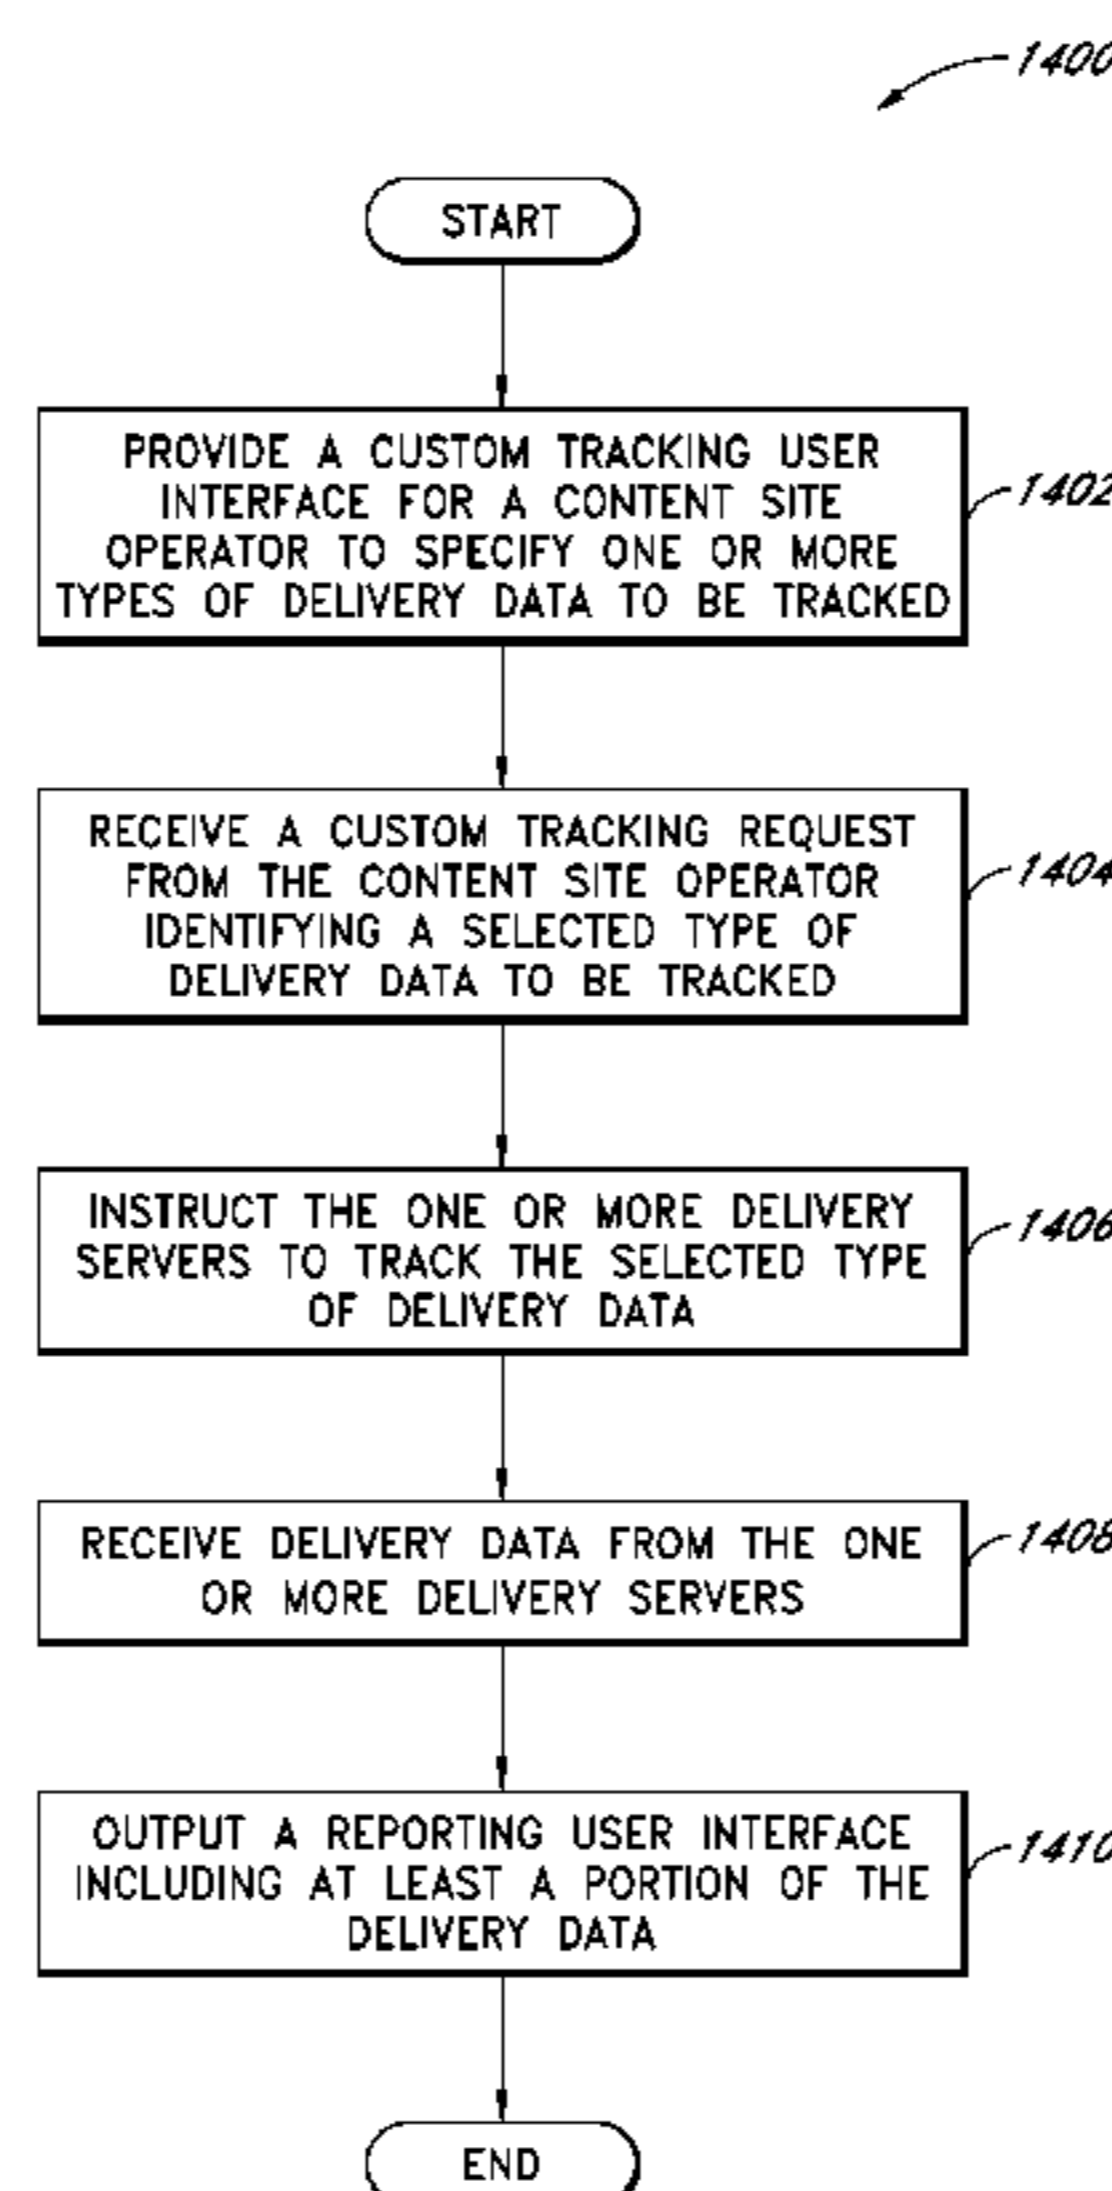 1400
START
PROVIDE A CUSTOM TRACKING USER
INTERFACE FOR A CONTENT SITE
OPERATOR TO SPECIFY ONE OR MORE
TYPES OF DELIVERY DATA TO BE TRACKED
1402
RECEIVE A CUSTOM TRACKING REQUEST
FROM THE CONTENT SITE OPERATOR
IDENTIFYING A SELECTED TYPE OF
DELIVERY DATA TO BE TRACKED
1404
INSTRUCT THE ONE OR MORE DELIVERY
SERVERS TO TRACK THE SELECTED TYPE
OF DELIVERY DATA
1406
RECEIVE DELIVERY DATA FROM THE ONE
OR MORE DELIVERY SERVERS
1408
OUTPUT A REPORTING USER INTERFACE
INCLUDING AT LEAST A PORTION OF THE
DELIVERY DATA
1410
END